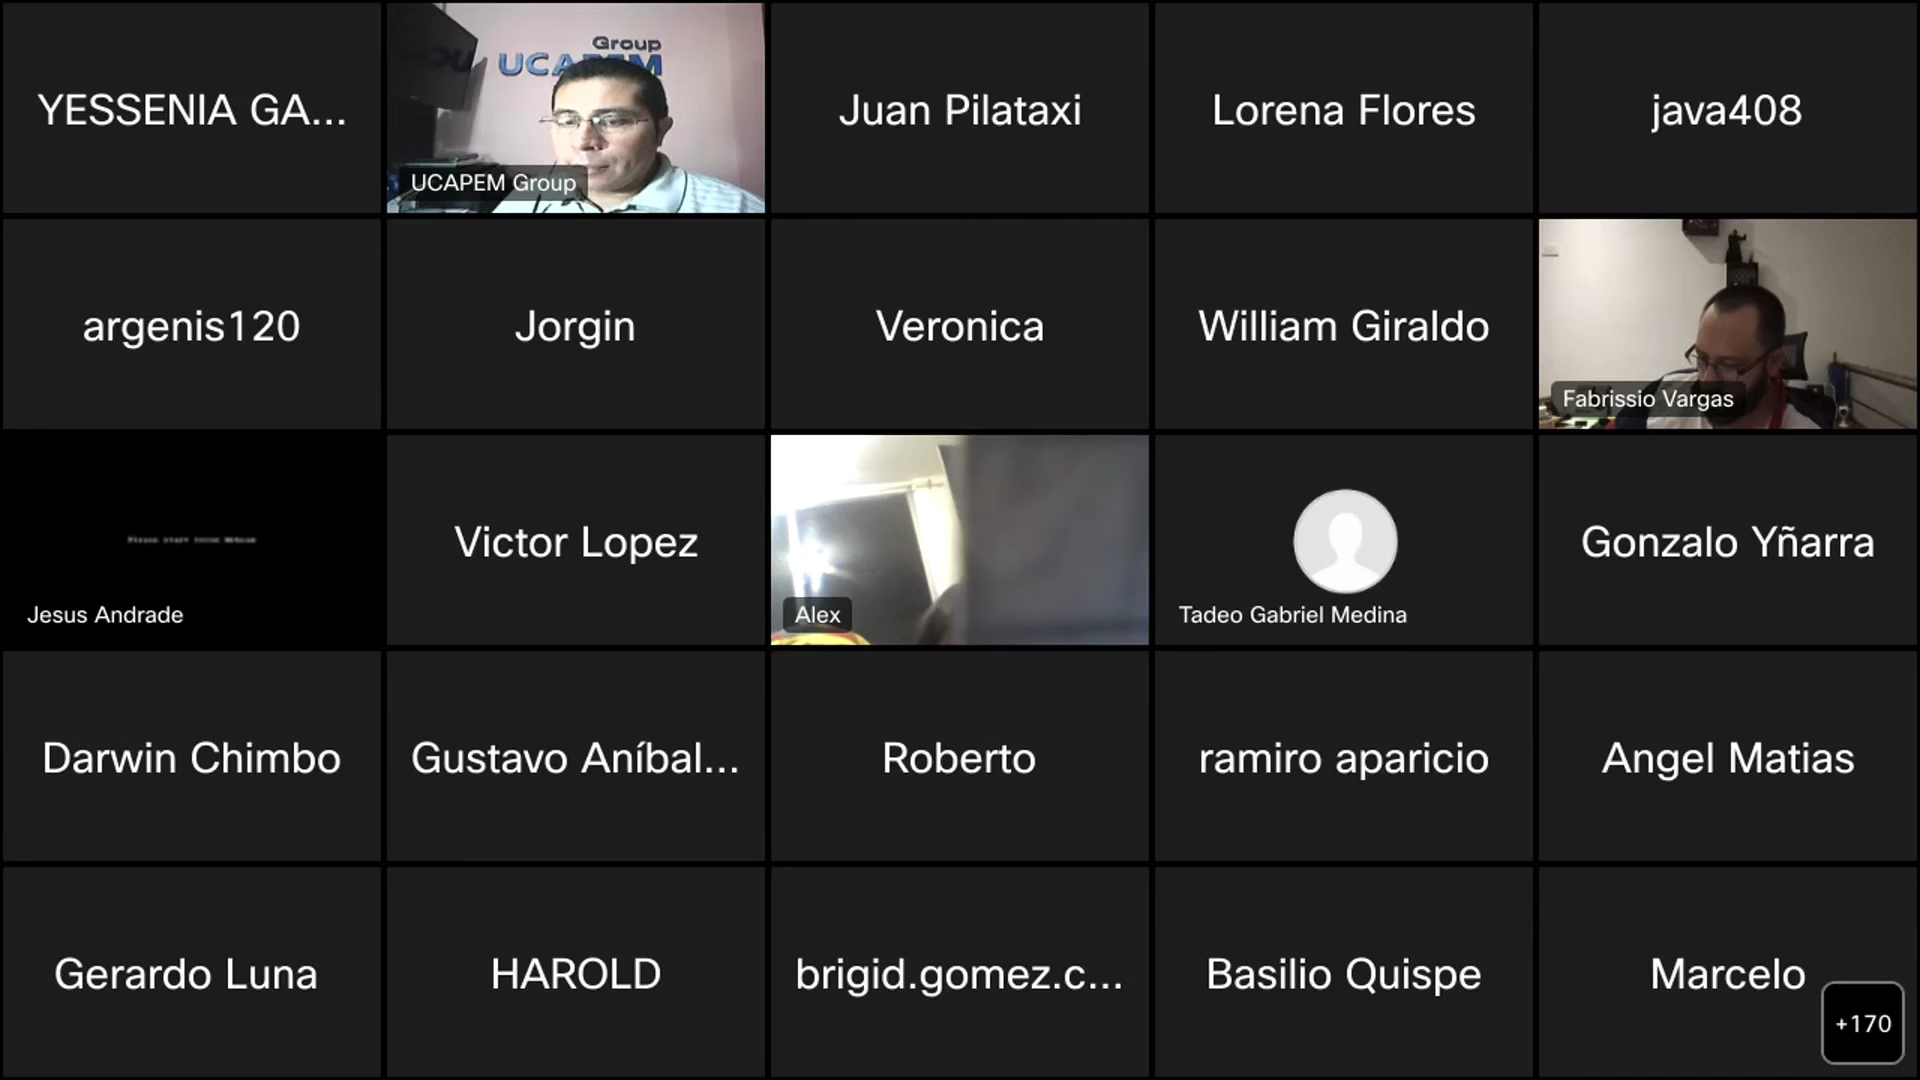 YESSENIA GA...
Group
UCAPEM
UCAPEM Group
Juan Pilataxi
Lorena Flores
java408
argenis120
Jorgin
Veronica
William Giraldo
Fabrissio Vargas
Jesus Andrade
Victor Lopez
Alex
Tadeo Gabriel Medina
Gonzalo Yñarra
Darwin Chimbo
Gustavo Aníbal...
Roberto
ramiro aparicio
Angel Matias
Gerardo Luna
HAROLD
brigid.gomez.c...
Basilio Quispe
Marcelo
+170